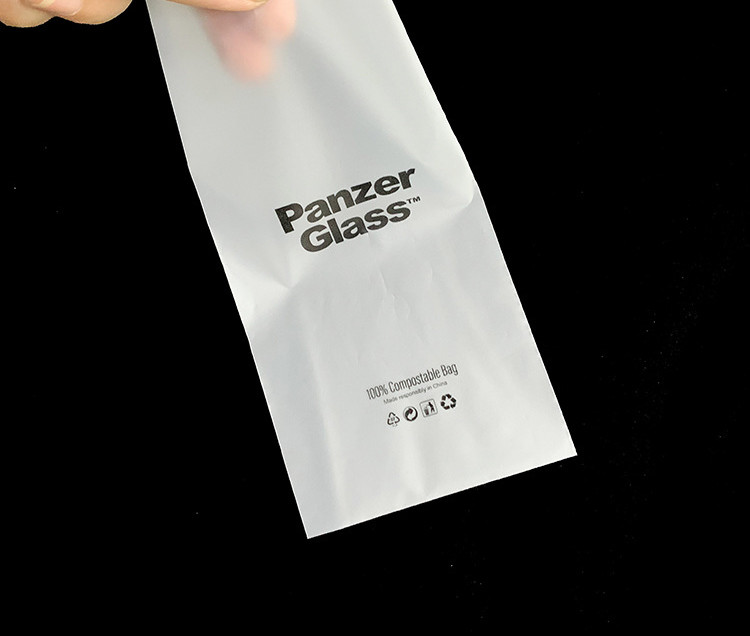 Panzer
Glass™
100% Compostable Bag
Made responsibly in China